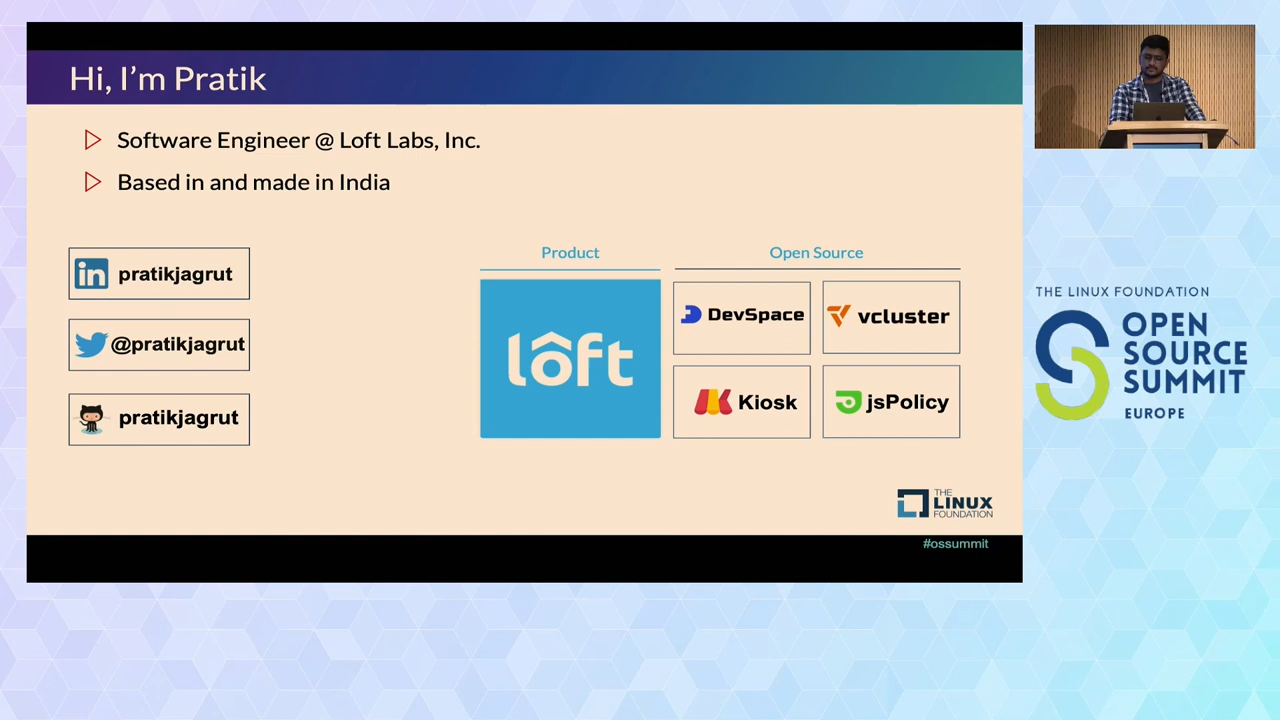 Hi, I'm Pratik
Software Engineer @ Loft Labs, Inc.
Based in and made in India
in pratikjagrut
@pratikjagrut
pratikjagrut
Product
Open Source
lôft
DevSpace
vcluster
Kiosk
jsPolicy
THE
LINUX
FOUNDATION
#ossummit
THE LINUX FOUNDATION
OPEN
SOURCE
SUMMIT
EUROPE